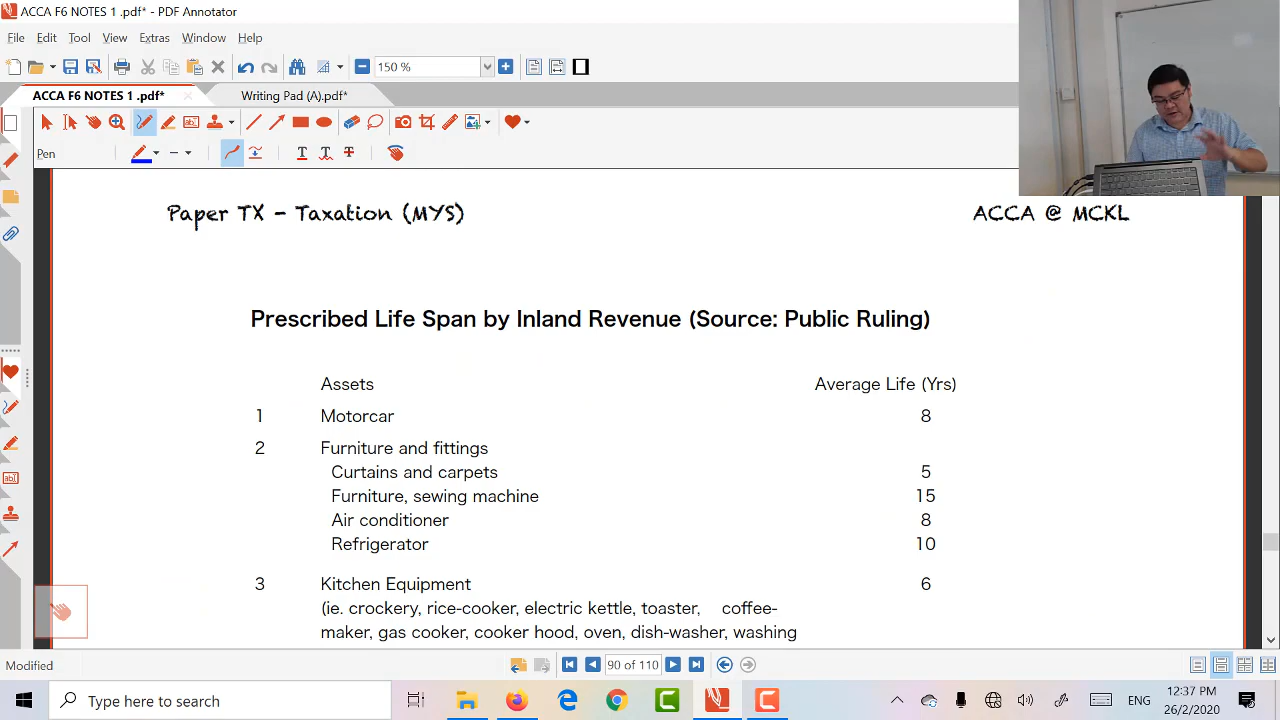 ACCA F6 NOTES 1 .pdf* - PDF Annotator
File Edit Tool View Extras Window Help
150 %
ACCA F6 NOTES 1 .pdf* Writing Pad (A).pdf*
Pen
Paper TX - Taxation (MYS) ACCA @ MCKL
Prescribed Life Span by Inland Revenue (Source: Public Ruling)
Assets Average Life (Yrs)
1 Motorcar 8
2 Furniture and fittings
Curtains and carpets 5
Furniture, sewing machine 15
Air conditioner 8
Refrigerator 10
3 Kitchen Equipment 6
(ie. crockery, rice-cooker, electric kettle, toaster, coffee-
maker, gas cooker, cooker hood, oven, dish-washer, washing
Modified 90 of 110
Type here to search ENG 12:37 PM
26/2/2020